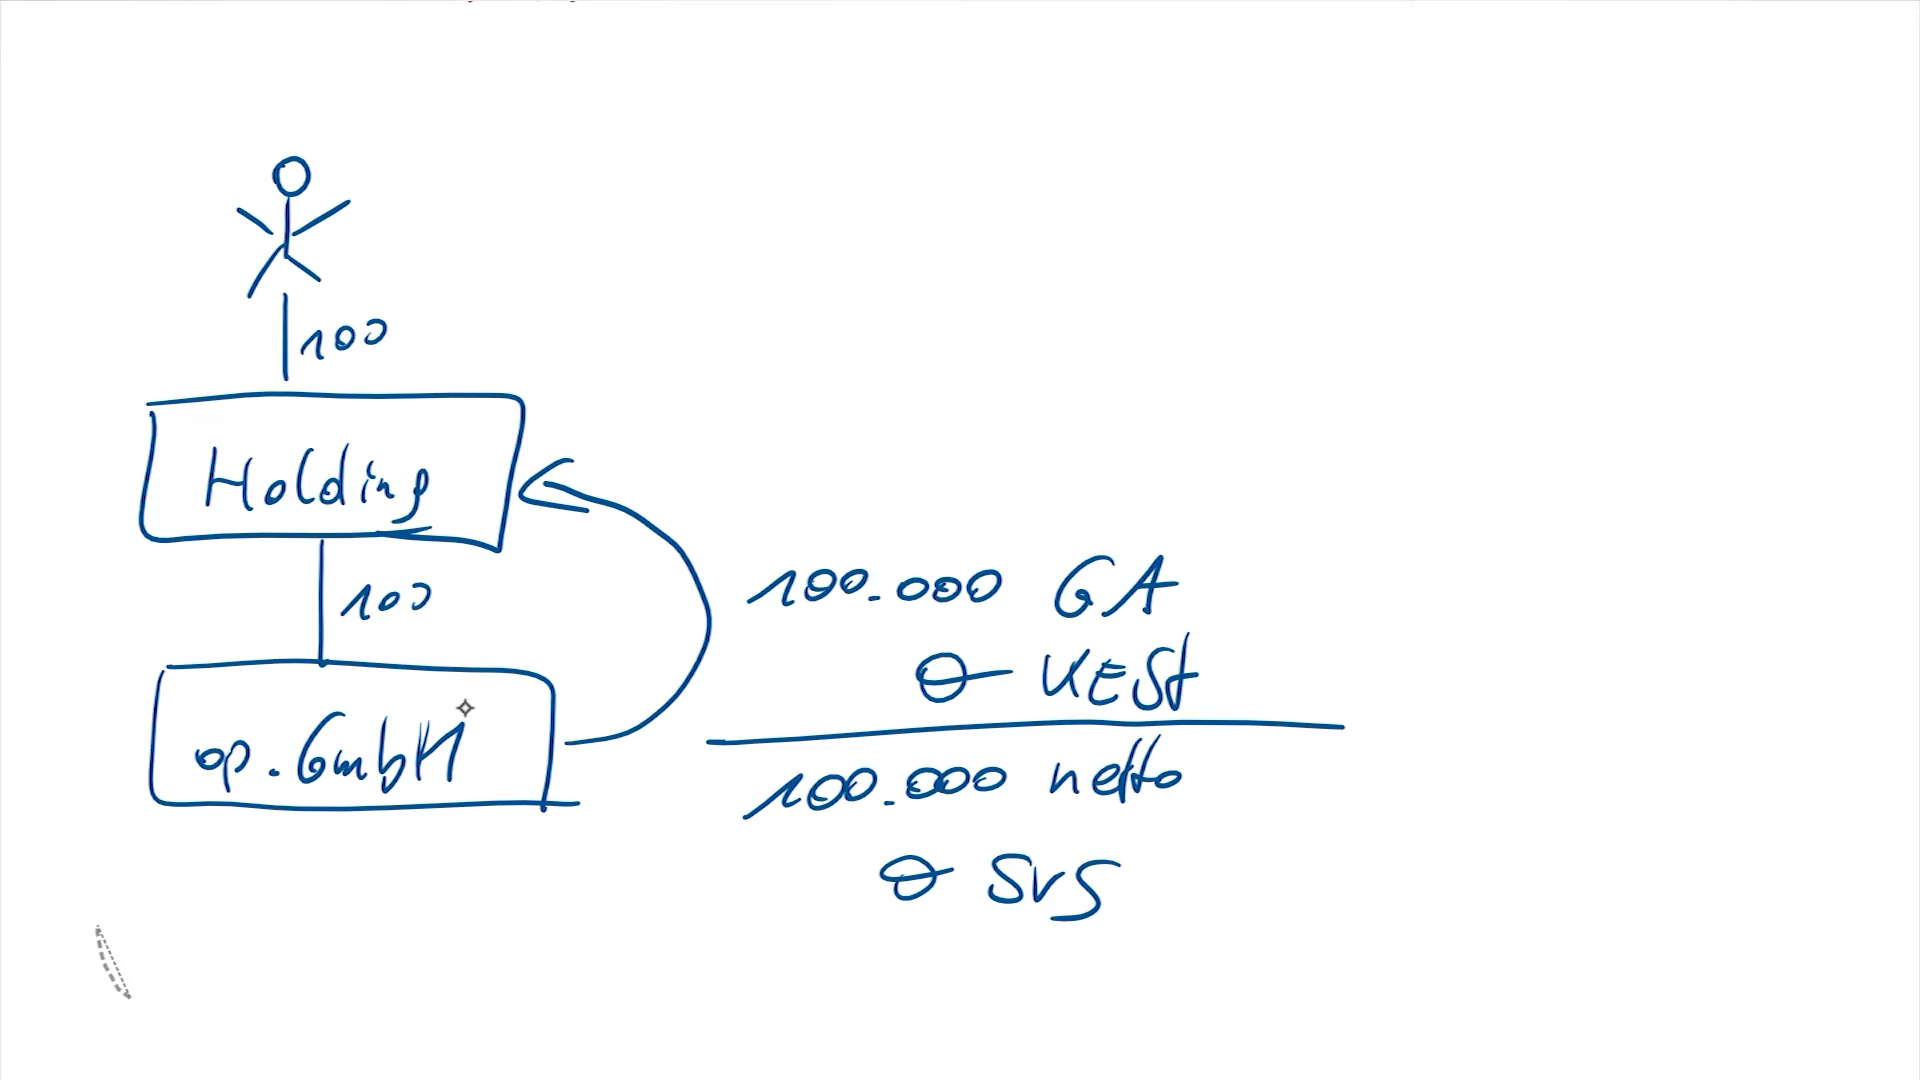 100
Holding
100
op. GmbH
100.000 GA
⊖ KESt
100.000 netto
⊖ SVS